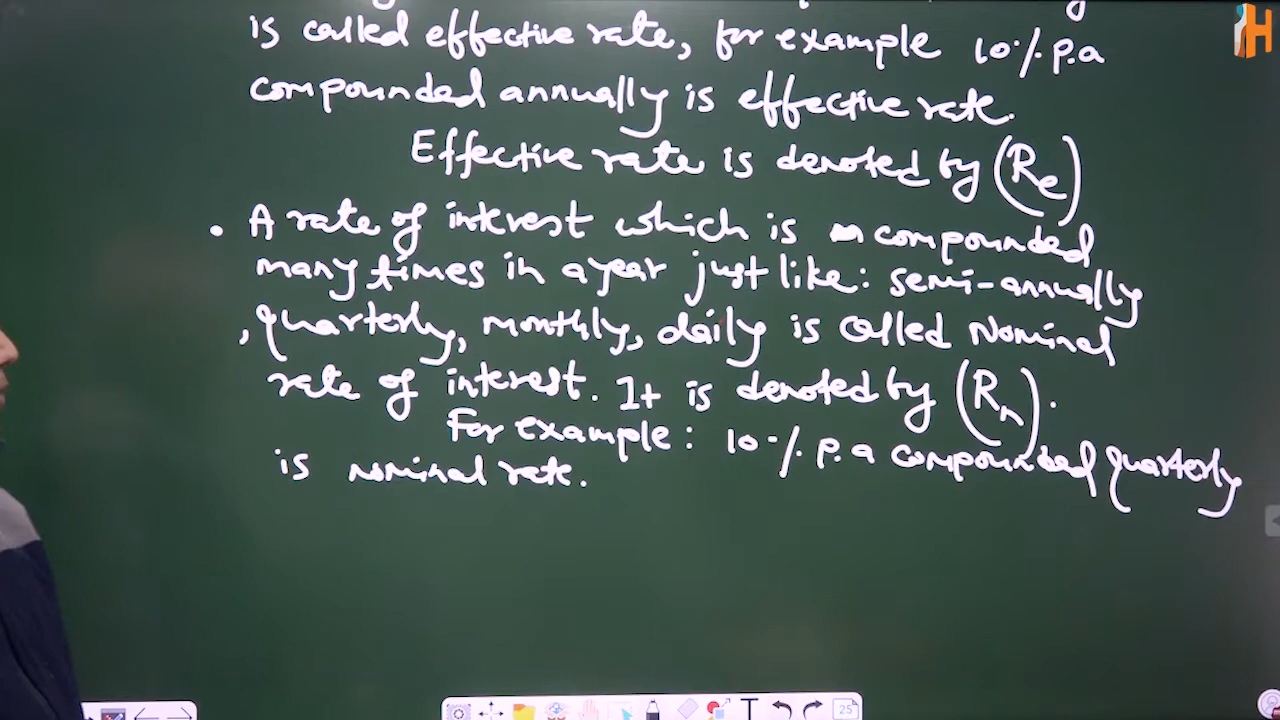 is called effective rate, for example 10% p.a
compounded annually is effective rate.
Effective rate is denoted by (Re)
• A rate of interest which is compounded
many times in a year just like: semi-annually
, quarterly, monthly, daily is called Nominal
rate of interest. It is denoted by (Rn).
For example: 10% p.a compounded quarterly
is nominal rate.
H
T
25